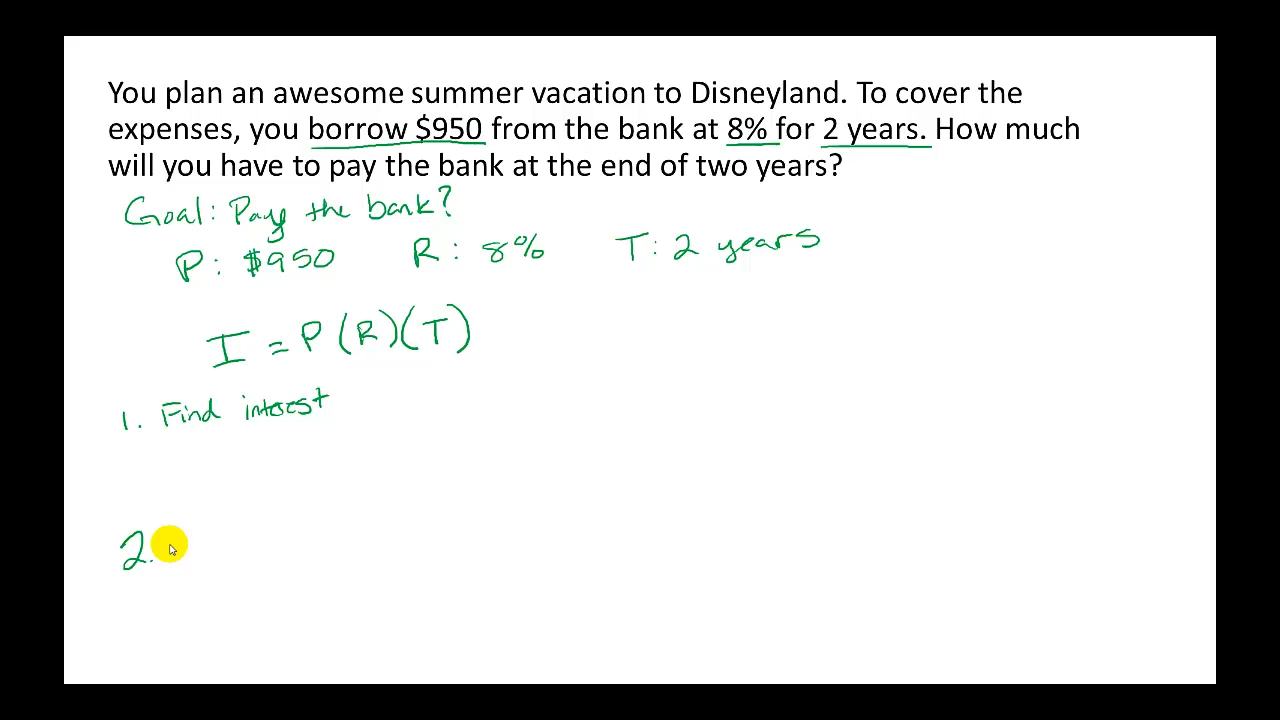 You plan an awesome summer vacation to Disneyland. To cover the
expenses, you borrow $950 from the bank at 8% for 2 years. How much
will you have to pay the bank at the end of two years?
Goal: Pay the bank?
P: $950 R: 8% T: 2 years
I = P(R)(T)
1. Find interest
2.